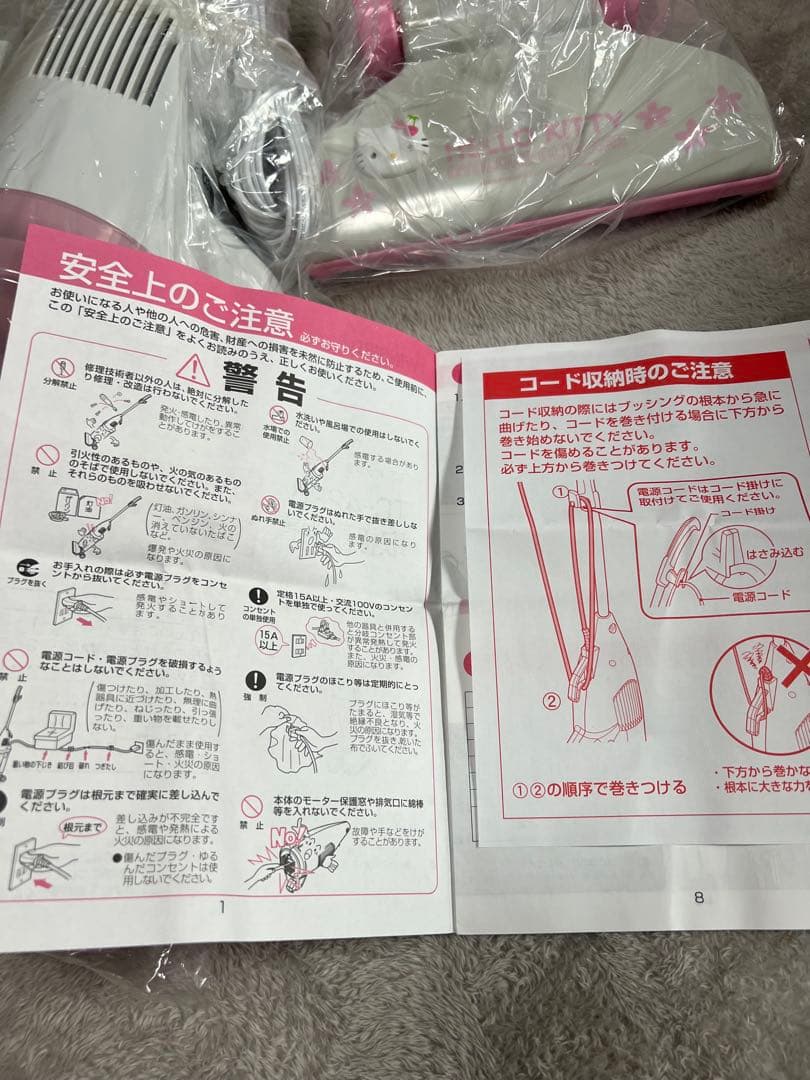 HELLO KITTY
安全上のご注意 必ずお守りください。
お使いになる人や他の人への危害、財産への損害を未然に防止するため、ご使用前に、
この「安全上のご注意」をよくお読みのうえ、正しくお使いください。
警告
分解禁止
修理技術者以外の人は、絶対に分解した
り修理・改造は行わないでください。
発火・感電したり、異常
動作してけがをするこ
とがあります。
禁止
引火性のあるものや、火の気のあるもの
のそばで使用しないでください。また、
それらのものを吸わせないでください。
灯油
NO!
灯油、ガソリン、シンナ
ー、ベンジン、火の
消えていないたばこ
など。
爆発や火災の原因に
なります。
プラグを抜く
お手入れの際は必ず電源プラグをコンセ
ントから抜いてください。
感電やショートして
発火することがあり
ます。
禁止
電源コード・電源プラグを破損するよう
なことはしないでください。
傷つけたり、加工したり、熱
器具に近づけたり、無理に曲
げたり、ねじったり、引っ張
ったり、重い物を載せたりし
ない。
重い物の下じき 結び目 破れ つぎたし
傷んだまま使用す
ると、感電・ショ
ート・火災の原因
になります。
制
電源プラグは根元まで確実に差し込んで
ください。
根元まで
差し込みが不完全です
と、感電や発熱による
火災の原因になります。
●傷んだプラグ・ゆる
んだコンセントは使
用しないでください。
水場での
使用禁止
水洗いや風呂場での使用はしないでく
ださい。
感電する場合があり
ます。
ぬれ手禁止
電源プラグはぬれた手で抜き差ししな
いでください。
感電の原因になり
ます。
コンセント
の単独使用
定格15A以上・交流100Vのコンセン
トを単独で使ってください。
15A
以上
他の器具と併用する
と分岐コンセント部
が異常発熱して発火
することがあります。
また、火災・感電の
原因になります。
強制
電源プラグのほこり等は定期的にとっ
てください。
プラグにほこり等が
たまると、湿気等で
絶縁不良となり、火
災の原因になります。
プラグを抜き、乾いた
布でふいてください。
禁止
本体のモーター保護窓や排気口に綿棒
等を入れないでください。
NO!
故障や手などをけが
することがあります。
1
1.
2
3
コード収納時のご注意
コード収納の際にはブッシングの根本から急に
曲げたり、コードを巻き付ける場合に下方から
巻き始めないでください。
コードを傷めることがあります。
必ず上方から巻きつけてください。
電源コードはコード掛けに
取付けてご使用ください。
コード掛け
はさみ込む
電源コード
①
②
①②の順序で巻きつける
・下方から巻かな
・根本に大きな力を
8